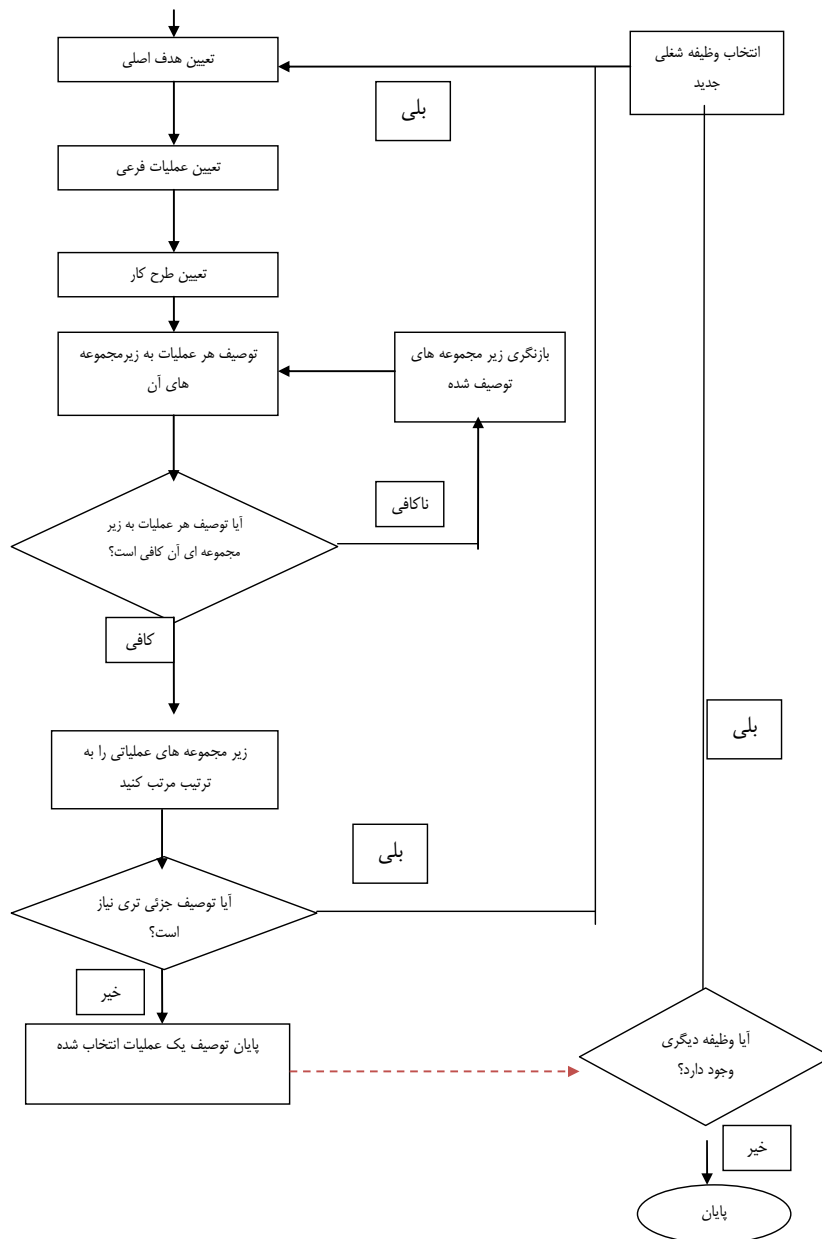 تعیین هدف اصلی
انتخاب وظیفه شغلی
جدید
بلی
تعیین عملیات فرعی
تعیین طرح کار
توصیف هر عملیات به زیرمجموعه
های آن
بازنگری زیر مجموعه های
توصیف شده
ناکافی
آیا توصیف هر عملیات به زیر
مجموعه ای آن کافی است؟
کافی
بلی
زیر مجموعه های عملیاتی را به
ترتیب مرتب کنید
بلی
آیا توصیف جزئی تری نیاز
است؟
خیر
پایان توصیف یک عملیات انتخاب شده
آیا وظیفه دیگری
وجود دارد؟
خیر
پایان